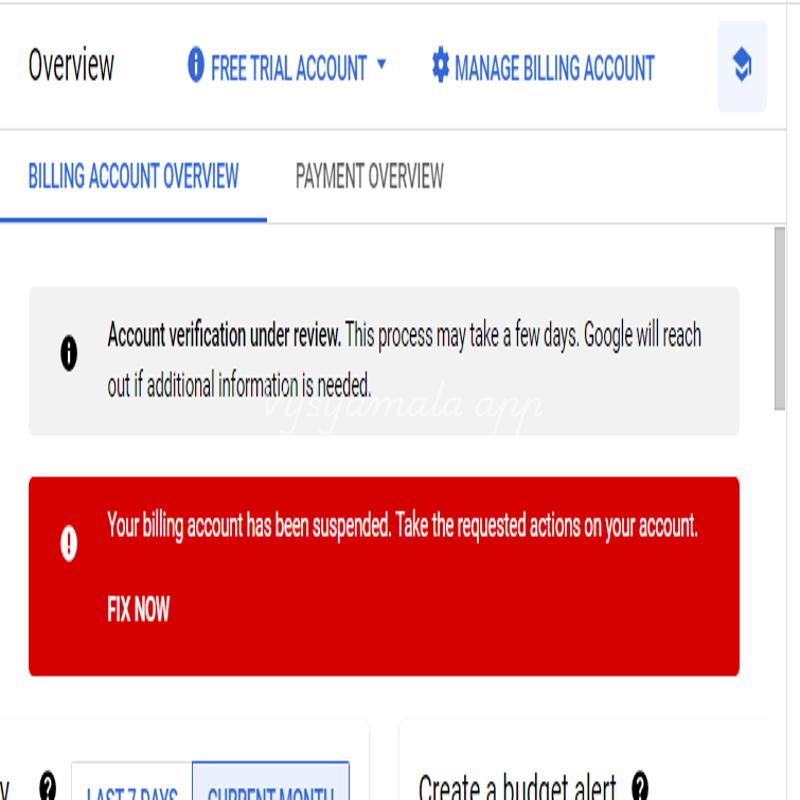 Overview
FREE TRIAL ACCOUNT
MANAGE BILLING ACCOUNT
BILLING ACCOUNT OVERVIEW
PAYMENT OVERVIEW
Account verification under review. This process may take a few days. Google will reach
out if additional information is needed.
vysyamala app
Your billing account has been suspended. Take the requested actions on your account.
FIX NOW
y
LAST 7 DAYS
CURRENT MONTH
Create a budget alert